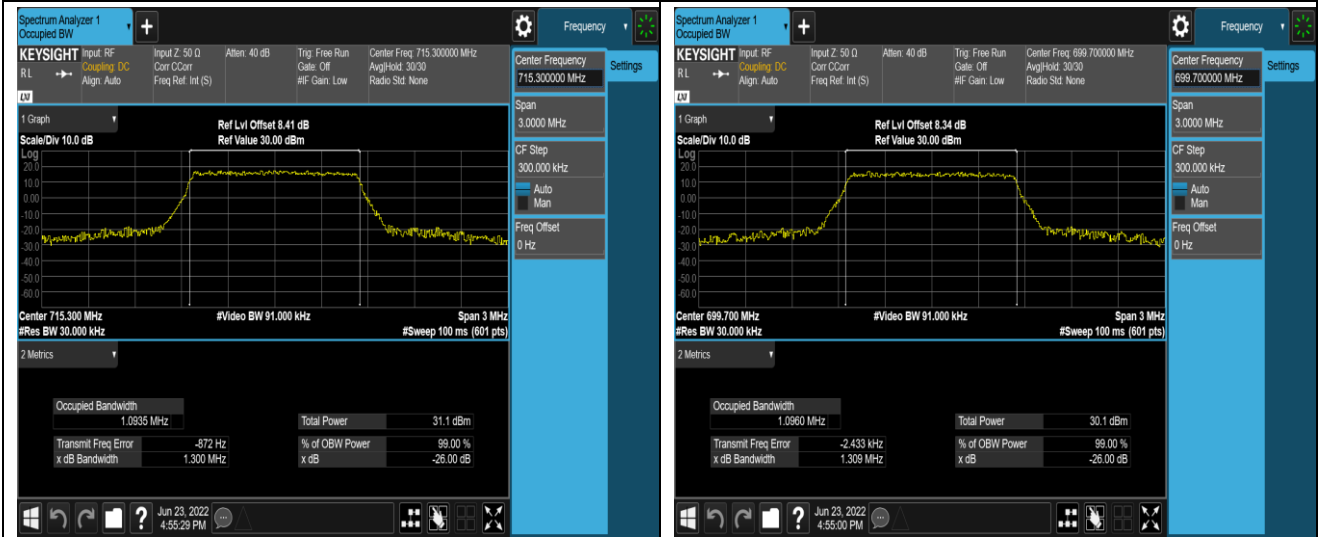 Spectrum Analyzer 1
Occupied BW
+
Frequency
KEYSIGHT Input: RF Input Z: 50 Ω Atten: 40 dB Trig: Free Run Center Freq: 715.300000 MHz
Coupling: DC Corr CCorr Gate: Off Avg|Hold: 30/30
RL Align: Auto Freq Ref: Int (S) #IF Gain: Low Radio Std: None
LXI
Center Frequency
715.300000 MHz
Settings
Span
3.0000 MHz
CF Step
300.000 kHz
Auto
Man
Freq Offset
0 Hz
1 Graph
Ref Lvl Offset 8.41 dB
Scale/Div 10.0 dB Ref Value 30.00 dBm
Log
20.0
10.0
0.00
-10.0
-20.0
-30.0
-40.0
-50.0
-60.0
Center 715.300 MHz #Video BW 91.000 kHz Span 3 MHz
#Res BW 30.000 kHz #Sweep 100 ms (601 pts)
2 Metrics
Occupied Bandwidth
1.0935 MHz Total Power 31.1 dBm
Transmit Freq Error -872 Hz % of OBW Power 99.00 %
x dB Bandwidth 1.300 MHz x dB -26.00 dB
? Jun 23, 2022
4:55:29 PM
Spectrum Analyzer 1
Occupied BW
+
Frequency
KEYSIGHT Input: RF Input Z: 50 Ω Atten: 40 dB Trig: Free Run Center Freq: 699.700000 MHz
Coupling: DC Corr CCorr Gate: Off Avg|Hold: 30/30
RL Align: Auto Freq Ref: Int (S) #IF Gain: Low Radio Std: None
LXI
Center Frequency
699.700000 MHz
Settings
Span
3.0000 MHz
CF Step
300.000 kHz
Auto
Man
Freq Offset
0 Hz
1 Graph
Ref Lvl Offset 8.34 dB
Scale/Div 10.0 dB Ref Value 30.00 dBm
Log
20.0
10.0
0.00
-10.0
-20.0
-30.0
-40.0
-50.0
-60.0
Center 699.700 MHz #Video BW 91.000 kHz Span 3 MHz
#Res BW 30.000 kHz #Sweep 100 ms (601 pts)
2 Metrics
Occupied Bandwidth
1.0960 MHz Total Power 30.1 dBm
Transmit Freq Error -2.433 kHz % of OBW Power 99.00 %
x dB Bandwidth 1.309 MHz x dB -26.00 dB
? Jun 23, 2022
4:55:00 PM